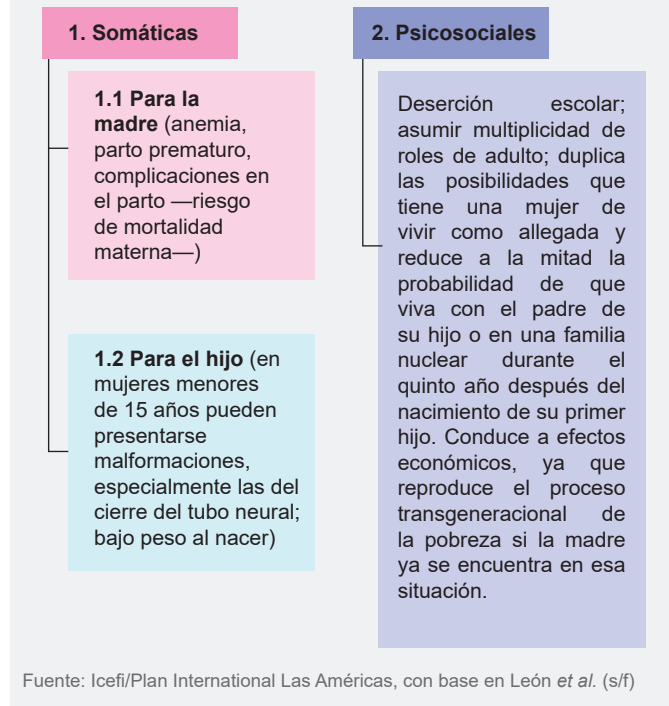 1. Somáticas
1.1 Para la
madre (anemia,
parto prematuro,
complicaciones en
el parto —riesgo
de mortalidad
materna—)
1.2 Para el hijo (en
mujeres menores
de 15 años pueden
presentarse
malformaciones,
especialmente las del
cierre del tubo neural;
bajo peso al nacer)
2. Psicosociales
Deserción escolar;
asumir multiplicidad de
roles de adulto; duplica
las posibilidades que
tiene una mujer de
vivir como allegada y
reduce a la mitad la
probabilidad de que
viva con el padre de
su hijo o en una familia
nuclear durante el
quinto año después del
nacimiento de su primer
hijo. Conduce a efectos
económicos, ya que
reproduce el proceso
transgeneracional de
la pobreza si la madre
ya se encuentra en esa
situación.
Fuente: Icefi/Plan International Las Américas, con base en León et al. (s/f)